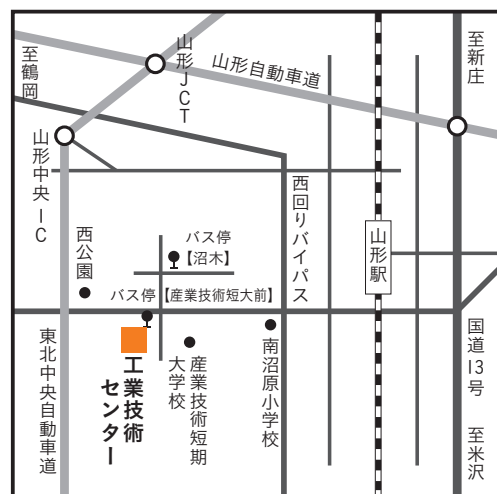 至鶴岡
山形JCT
山形自動車道
至新庄
山形中央IC
西公園
バス停
【沼木】
西回りバイパス
山形駅
バス停【産業技術短大前】
東北中央自動車道
工業技術
センター
産業技術短期
大学校
南沼原小学校
国道13号
至米沢